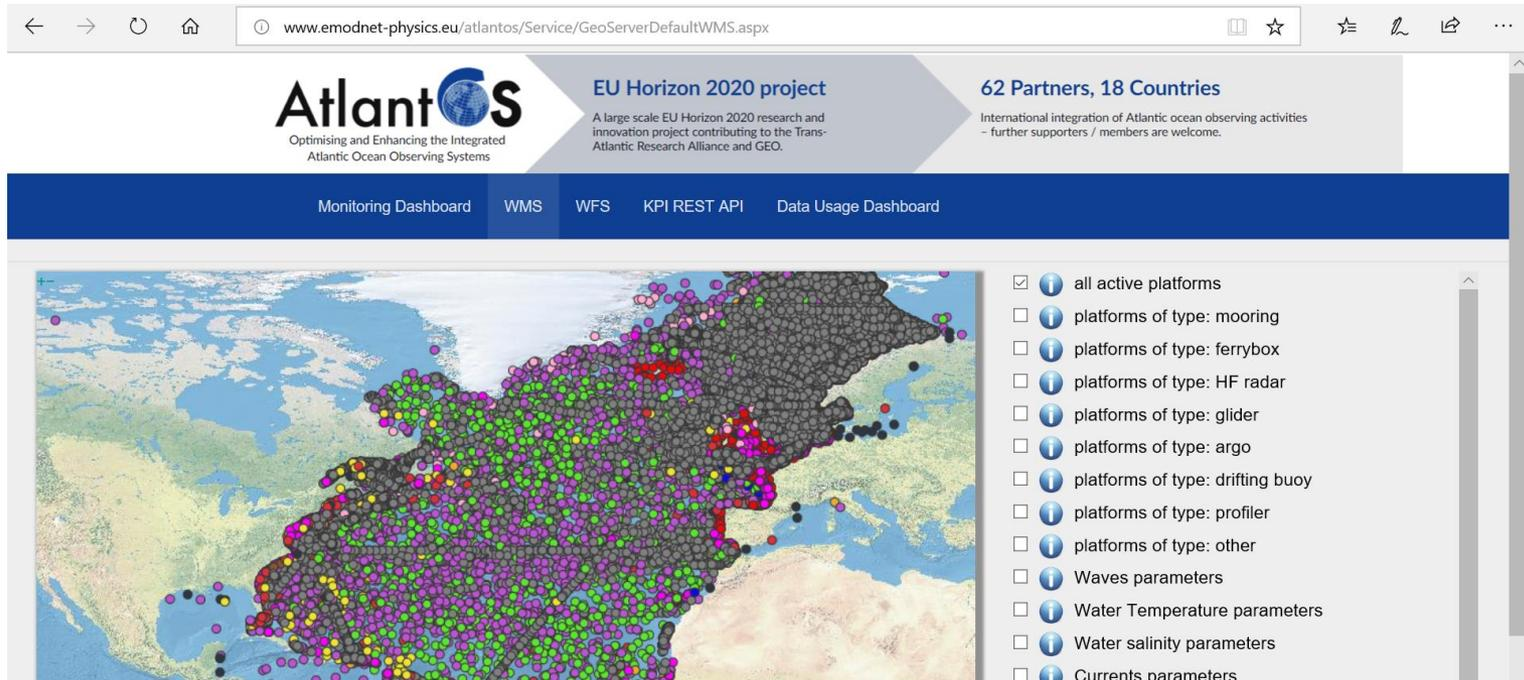 www.emodnet-physics.eu/atlantos/Service/GeoServerDefaultWMS.aspx
AtlantOS
Optimising and Enhancing the Integrated
Atlantic Ocean Observing Systems
EU Horizon 2020 project
A large scale EU Horizon 2020 research and
innovation project contributing to the Trans-
Atlantic Research Alliance and GEO.
62 Partners, 18 Countries
International integration of Atlantic ocean observing activities
– further supporters / members are welcome.
Monitoring Dashboard WMS WFS KPI REST API Data Usage Dashboard
all active platforms
platforms of type: mooring
platforms of type: ferrybox
platforms of type: HF radar
platforms of type: glider
platforms of type: argo
platforms of type: drifting buoy
platforms of type: profiler
platforms of type: other
Waves parameters
Water Temperature parameters
Water salinity parameters
Currents parameters